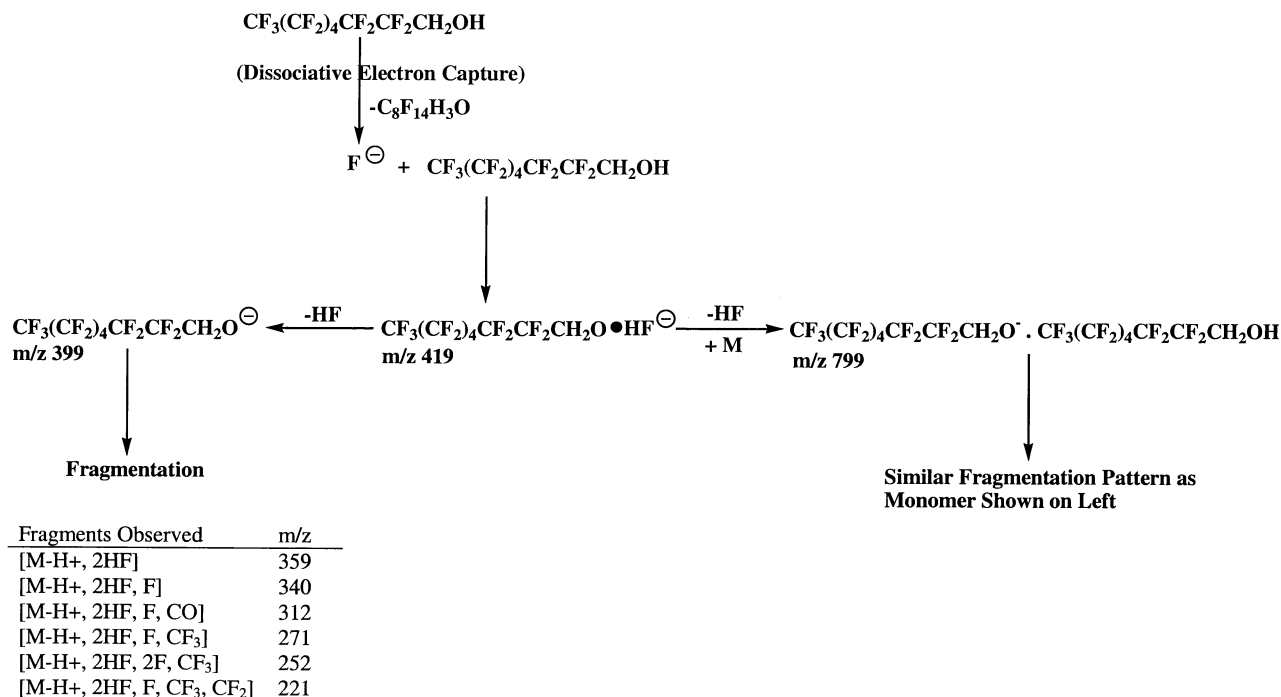 CF₃(CF₂)₄CF₂CF₂CH₂OH
(Dissociative Electron Capture)
-C₈F₁₄H₃O
F⊖ + CF₃(CF₂)₄CF₂CF₂CH₂OH
CF₃(CF₂)₄CF₂CF₂CH₂O⊖
m/z 399
-HF
CF₃(CF₂)₄CF₂CF₂CH₂O●HF⊖
m/z 419
-HF
+ M
CF₃(CF₂)₄CF₂CF₂CH₂O⁻ . CF₃(CF₂)₄CF₂CF₂CH₂OH
m/z 799
Fragmentation
Similar Fragmentation Pattern as
Monomer Shown on Left
Fragments Observed m/z
[M-H+, 2HF] 359
[M-H+, 2HF, F] 340
[M-H+, 2HF, F, CO] 312
[M-H+, 2HF, F, CF₃] 271
[M-H+, 2HF, 2F, CF₃] 252
[M-H+, 2HF, F, CF₃, CF₂] 221